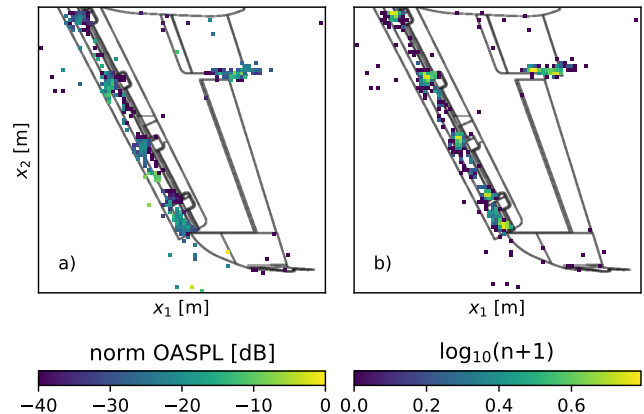 x₂ [m]
a)
b)
x₁ [m]
x₁ [m]
norm OASPL [dB]
log₁₀(n+1)
−40 −30 −20 −10 0
0.0 0.2 0.4 0.6